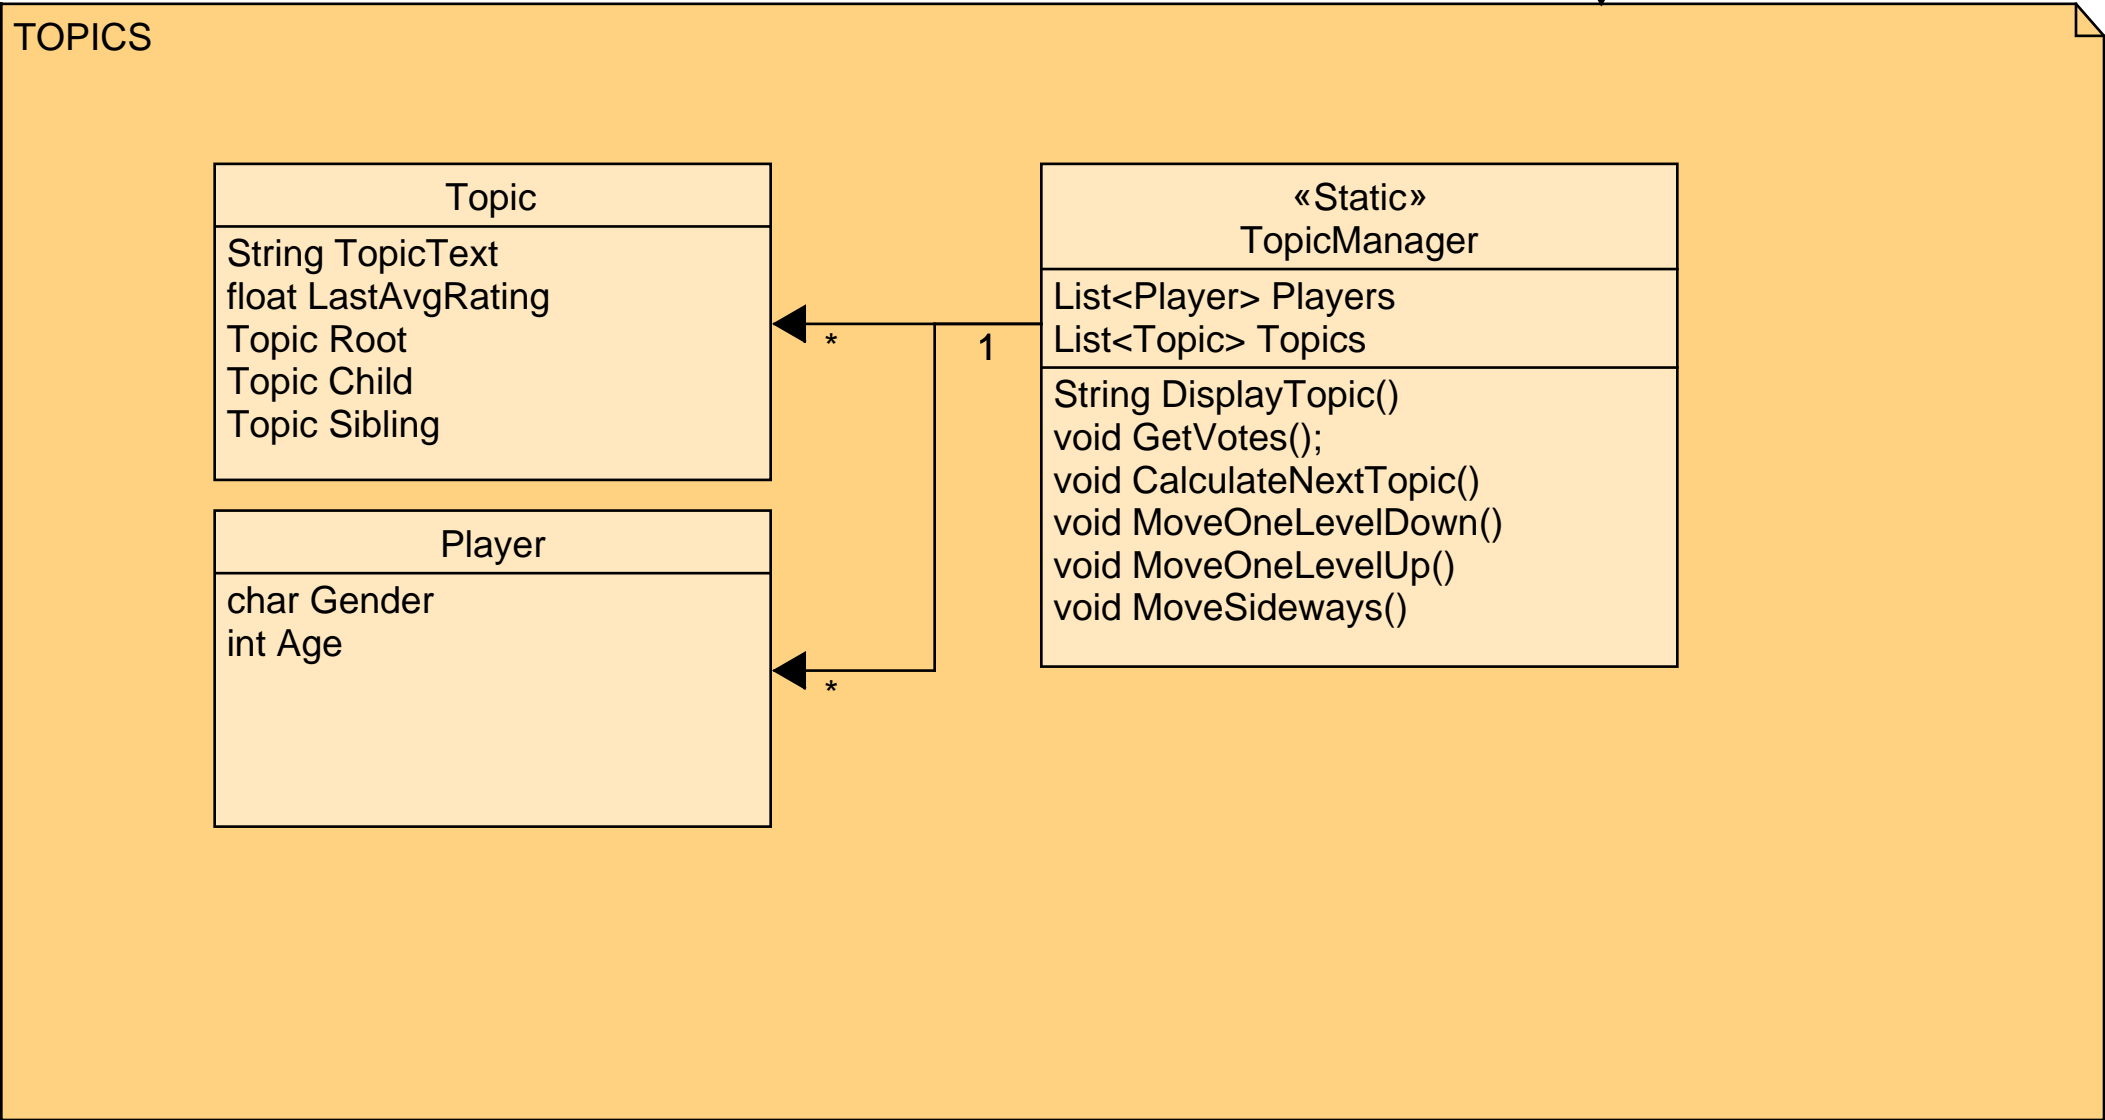 TOPICS
Topic
String TopicText
float LastAvgRating
Topic Root
Topic Child
Topic Sibling
Player
char Gender
int Age
*
*
1
«Static»
TopicManager
List<Player> Players
List<Topic> Topics
String DisplayTopic()
void GetVotes();
void CalculateNextTopic()
void MoveOneLevelDown()
void MoveOneLevelUp()
void MoveSideways()